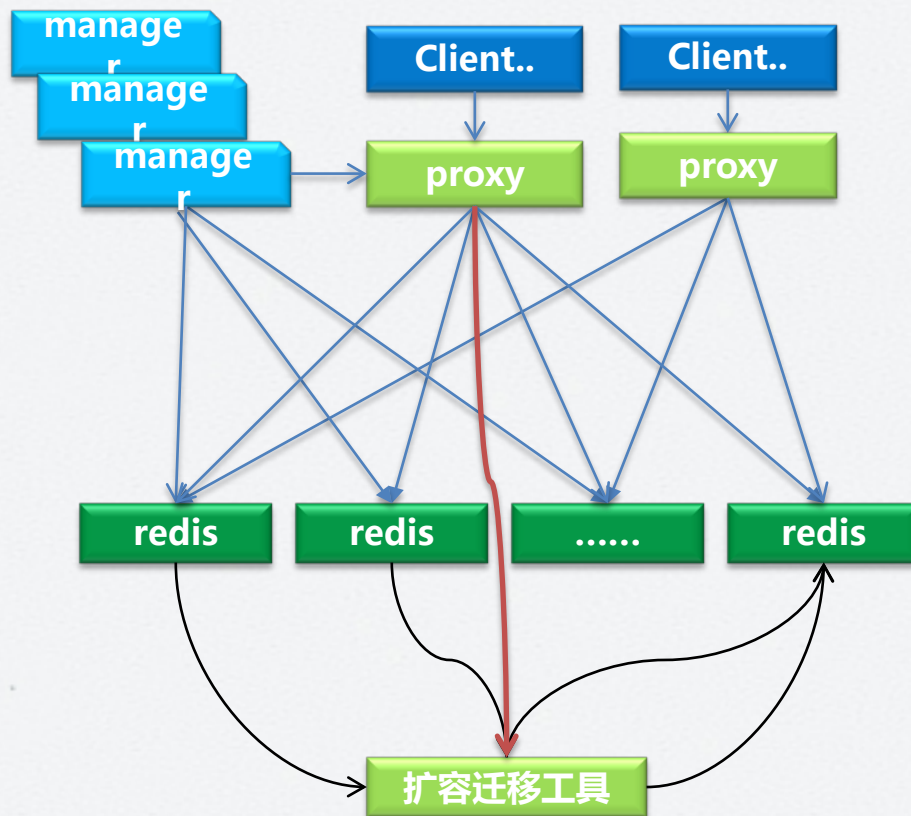 manage
r
manage
r
manage
r
Client..
Client..
proxy
proxy
redis
redis
......
redis
扩容迁移工具